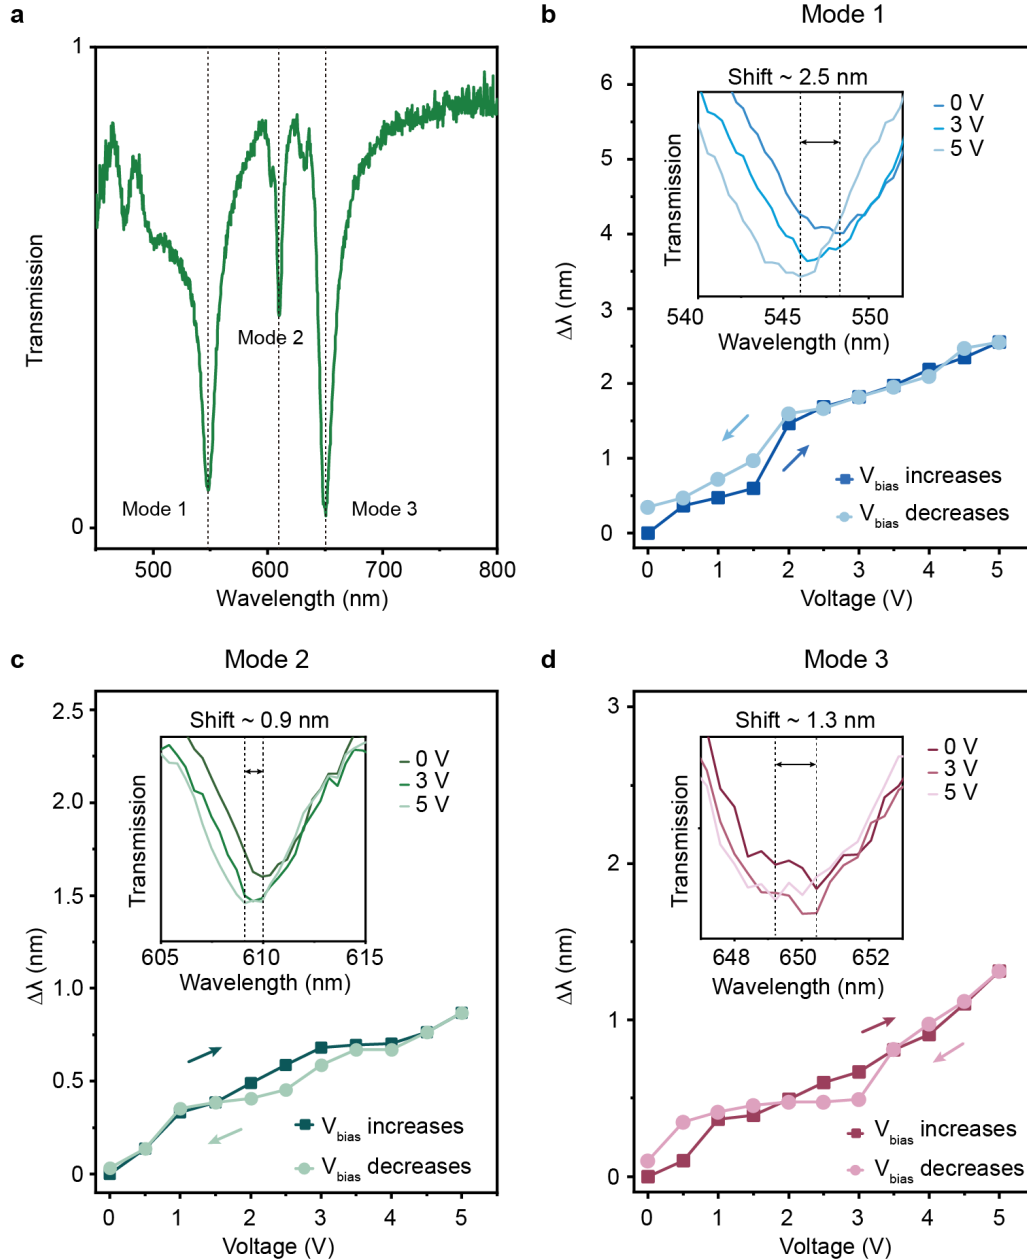 a
1
Transmission
0
Mode 1
Mode 2
Mode 3
500
600
700
800
Wavelength (nm)
b
Mode 1
6
5
4
3
2
1
0
Δλ (nm)
Shift ~ 2.5 nm
Transmission
0 V
3 V
5 V
540
545
550
Wavelength (nm)
V_bias increases
V_bias decreases
0
1
2
3
4
5
Voltage (V)
c
Mode 2
2.5
2.0
1.5
1.0
0.5
0
Δλ (nm)
Shift ~ 0.9 nm
Transmission
0 V
3 V
5 V
605
610
615
Wavelength (nm)
V_bias increases
V_bias decreases
0
1
2
3
4
5
Voltage (V)
d
Mode 3
3
2
1
0
Δλ (nm)
Shift ~ 1.3 nm
Transmission
0 V
3 V
5 V
648
650
652
Wavelength (nm)
V_bias increases
V_bias decreases
0
1
2
3
4
5
Voltage (V)